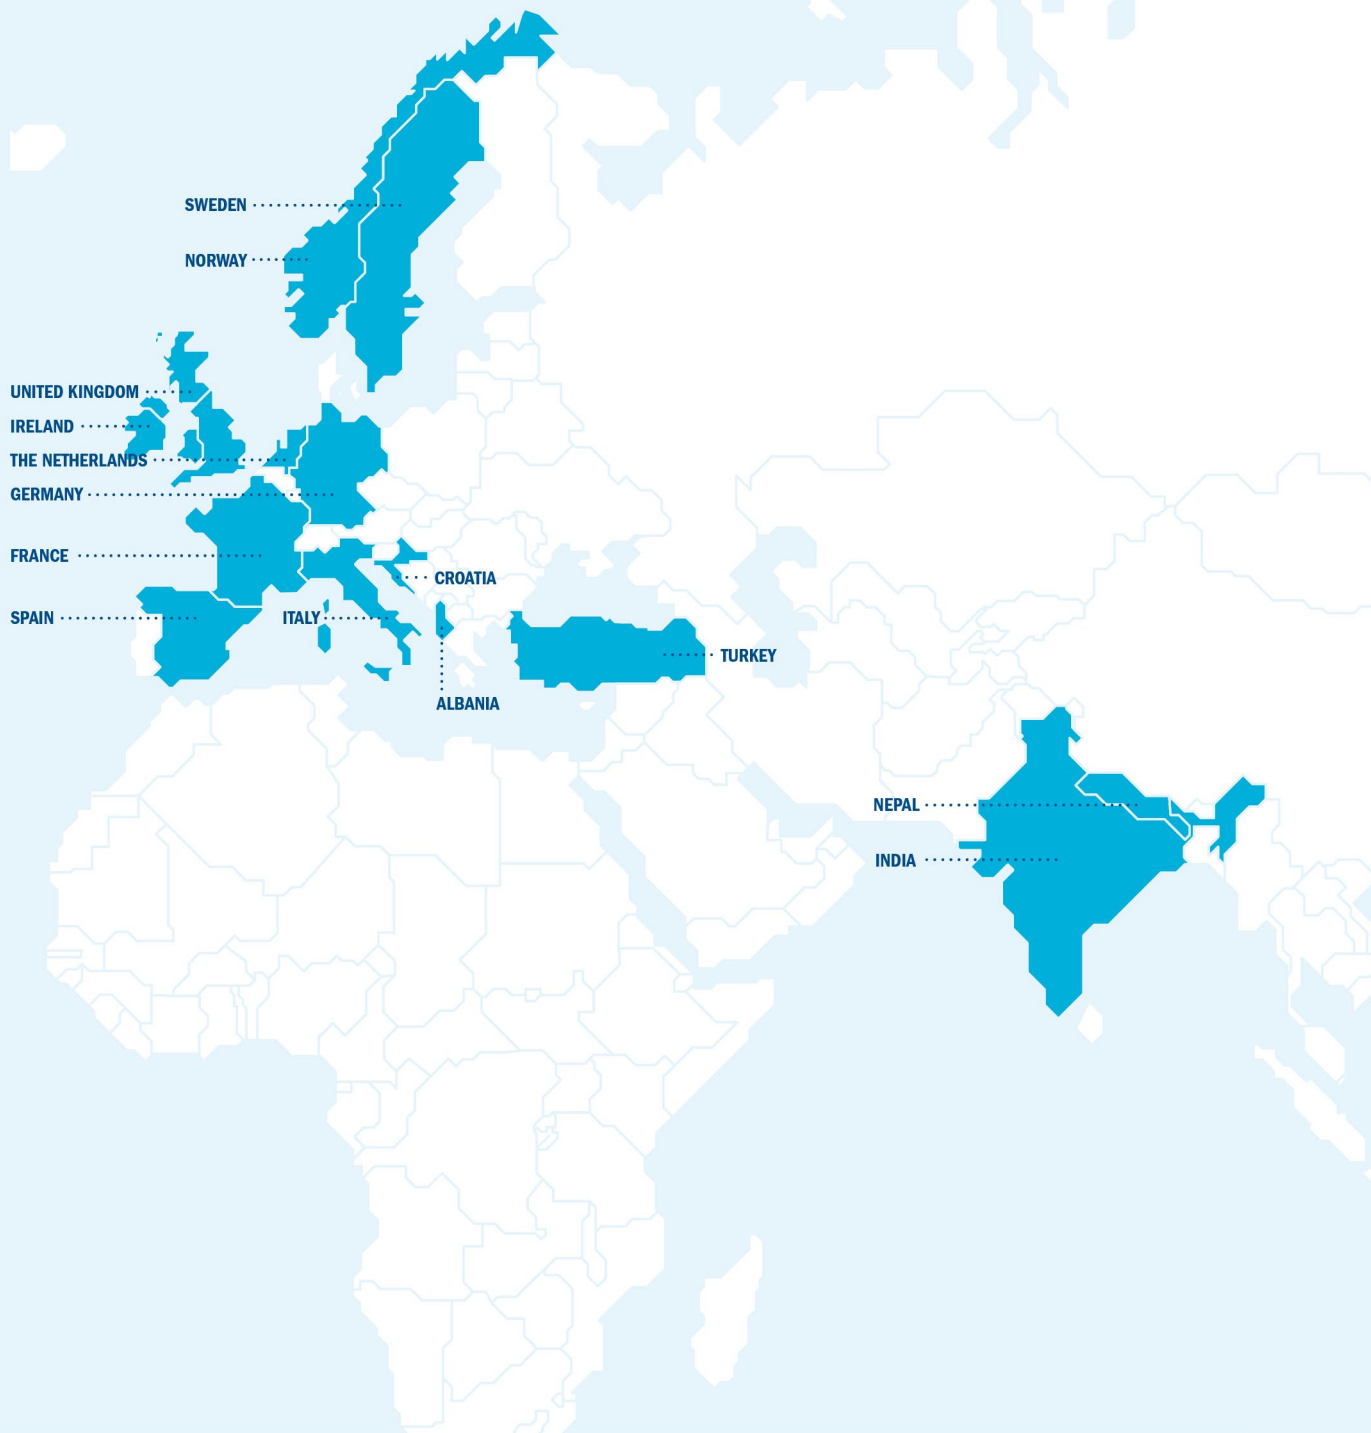 SWEDEN
NORWAY
UNITED KINGDOM
IRELAND
THE NETHERLANDS
GERMANY
FRANCE
CROATIA
SPAIN
ITALY
TURKEY
ALBANIA
NEPAL
INDIA